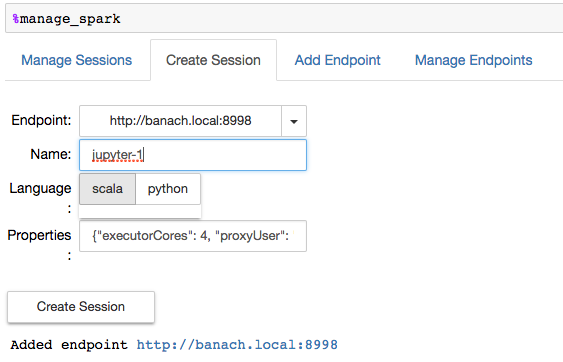 %manage_spark
Manage Sessions Create Session Add Endpoint Manage Endpoints
Endpoint: http://banach.local:8998
Name: jupyter-1
Language scala python
:
Properties {"executorCores": 4, "proxyUser":
:
Create Session
Added endpoint http://banach.local:8998